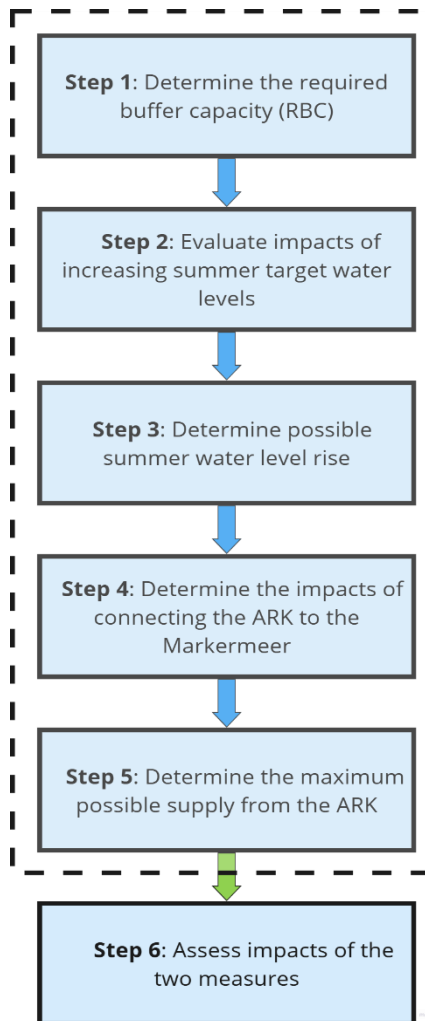 Step 1: Determine the required
buffer capacity (RBC)
Step 2: Evaluate impacts of
increasing summer target water
levels
Step 3: Determine possible
summer water level rise
Step 4: Determine the impacts of
connecting the ARK to the
Markermeer
Step 5: Determine the maximum
possible supply from the ARK
Step 6: Assess impacts of the
two measures